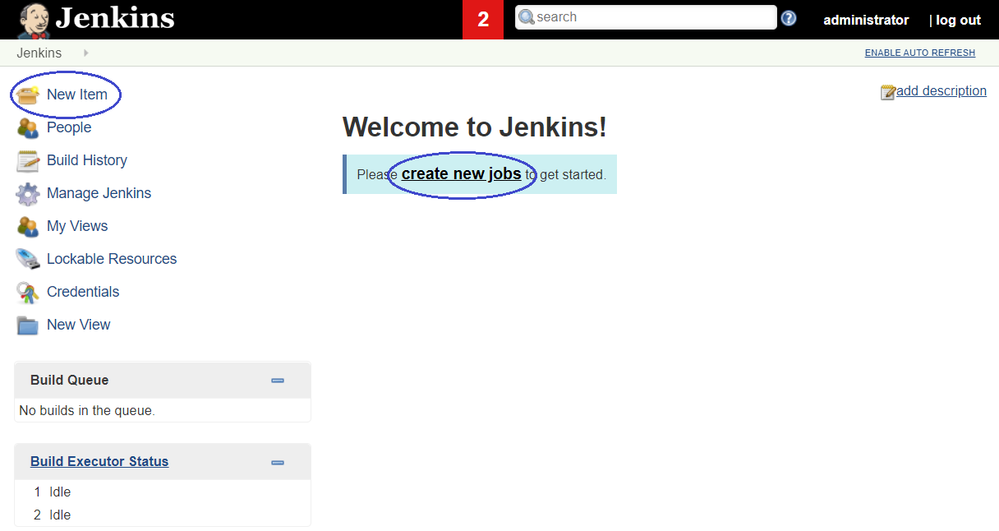 Jenkins
2
search
administrator | log out
Jenkins
ENABLE AUTO REFRESH
New Item
People
Build History
Manage Jenkins
My Views
Lockable Resources
Credentials
New View
add description
Welcome to Jenkins!
Please create new jobs to get started.
Build Queue
No builds in the queue.
Build Executor Status
1 Idle
2 Idle